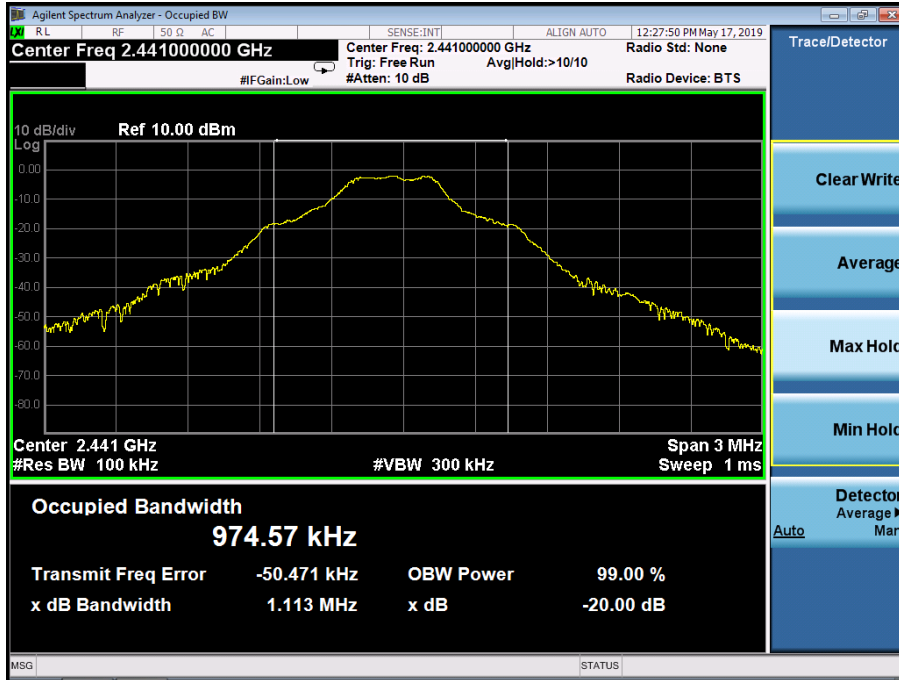 Agilent Spectrum Analyzer - Occupied BW
LXI RL RF 50 Ω AC SENSE:INT ALIGN AUTO 12:27:50 PM May 17, 2019
Center Freq 2.441000000 GHz
Center Freq: 2.441000000 GHz
Radio Std: None
Trig: Free Run Avg|Hold:>10/10
#IFGain:Low #Atten: 10 dB Radio Device: BTS
10 dB/div Ref 10.00 dBm
Log
0.00
-10.0
-20.0
-30.0
-40.0
-50.0
-60.0
-70.0
-80.0
Center 2.441 GHz Span 3 MHz
#Res BW 100 kHz #VBW 300 kHz Sweep 1 ms
Occupied Bandwidth
974.57 kHz
Transmit Freq Error -50.471 kHz OBW Power 99.00 %
x dB Bandwidth 1.113 MHz x dB -20.00 dB
MSG STATUS
Trace/Detector
Clear Write
Average
Max Hold
Min Hold
Detector
Average
Auto Man